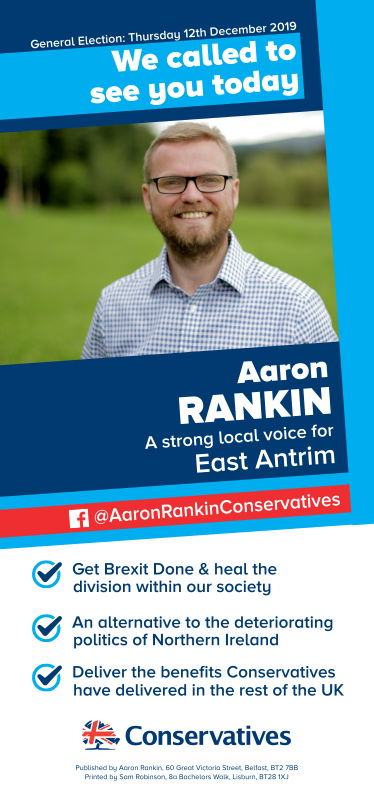 General Election: Thursday 12th December 2019
We called to
see you today
Aaron
RANKIN
A strong local voice for
East Antrim
@AaronRankinConservatives
Get Brexit Done & heal the
division within our society
An alternative to the deteriorating
politics of Northern Ireland
Deliver the benefits Conservatives
have delivered in the rest of the UK
Conservatives
Published by Aaron Rankin, 60 Great Victoria Street, Belfast, BT2 7BB
Printed by Sam Robinson, 8a Bachelors Walk, Lisburn, BT28 1XJ